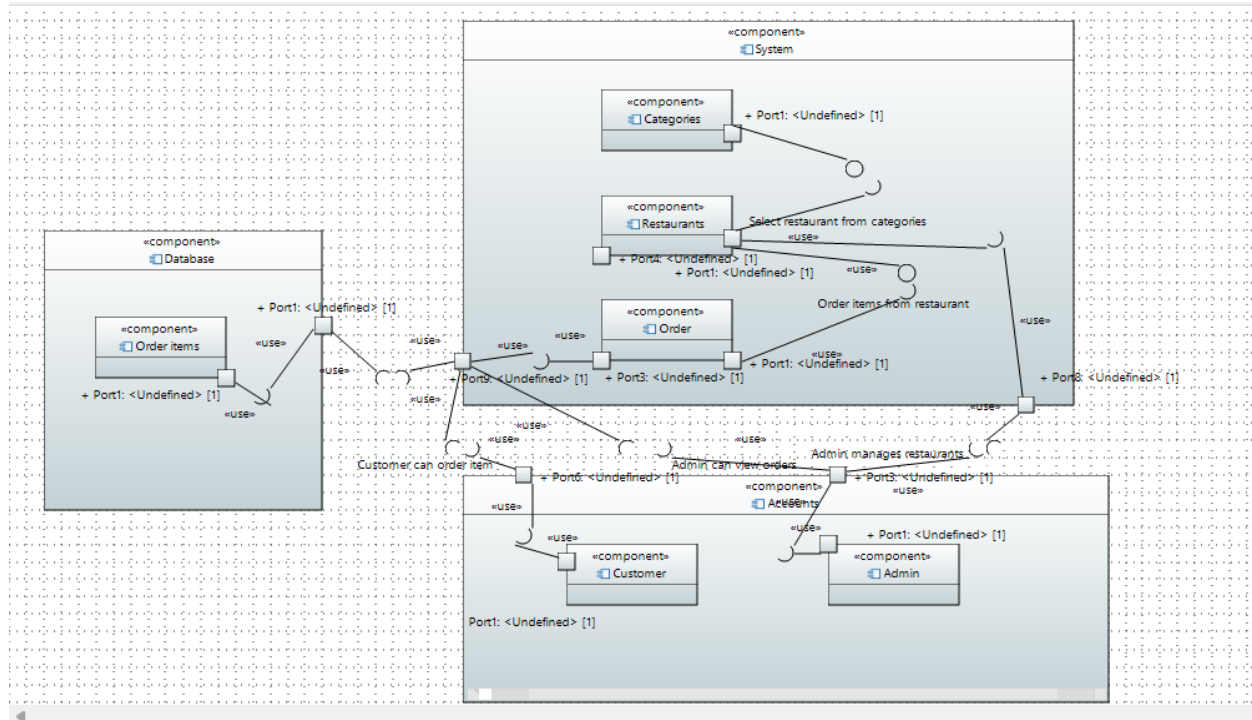 «component»
System
«component»
Categories
+ Port1: <Undefined> [1]
«component»
Restaurants
Select restaurant from categories
«use»
+ Port4: <Undefined> [1]
+ Port1: <Undefined> [1]
«use»
Order items from restaurant
«component»
Order
«use»
«use»
+ Port1: <Undefined> [1]
+ Port3: <Undefined> [1]
«use»
+ Port9: <Undefined> [1]
+ Port8: <Undefined> [1]
«use»
«component»
Database
+ Port1: <Undefined> [1]
«component»
Order items
«use»
+ Port1: <Undefined> [1]
«use»
«use»
«use»
«use»
«use»
«use»
«use»
Customer can order item
Admin can view orders
Admin manages restaurants
+ Port6: <Undefined> [1]
+ Port3: <Undefined> [1]
«component»
Accounts
«use»
«use»
«use»
«use»
«use»
+ Port1: <Undefined> [1]
«component»
Customer
«component»
Admin
Port1: <Undefined> [1]